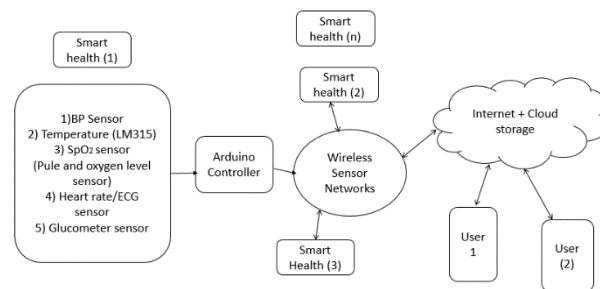 Smart
health (1)
1)BP Sensor
2) Temperature (LM315)
3) SpO₂ sensor
(Pule and oxygen level
sensor)
4) Heart rate/ECG
sensor
5) Glucometer sensor
Arduino
Controller
Smart
health (n)
Smart
health (2)
Wireless
Sensor
Networks
Smart
Health (3)
Internet + Cloud
storage
User
1
User
(2)